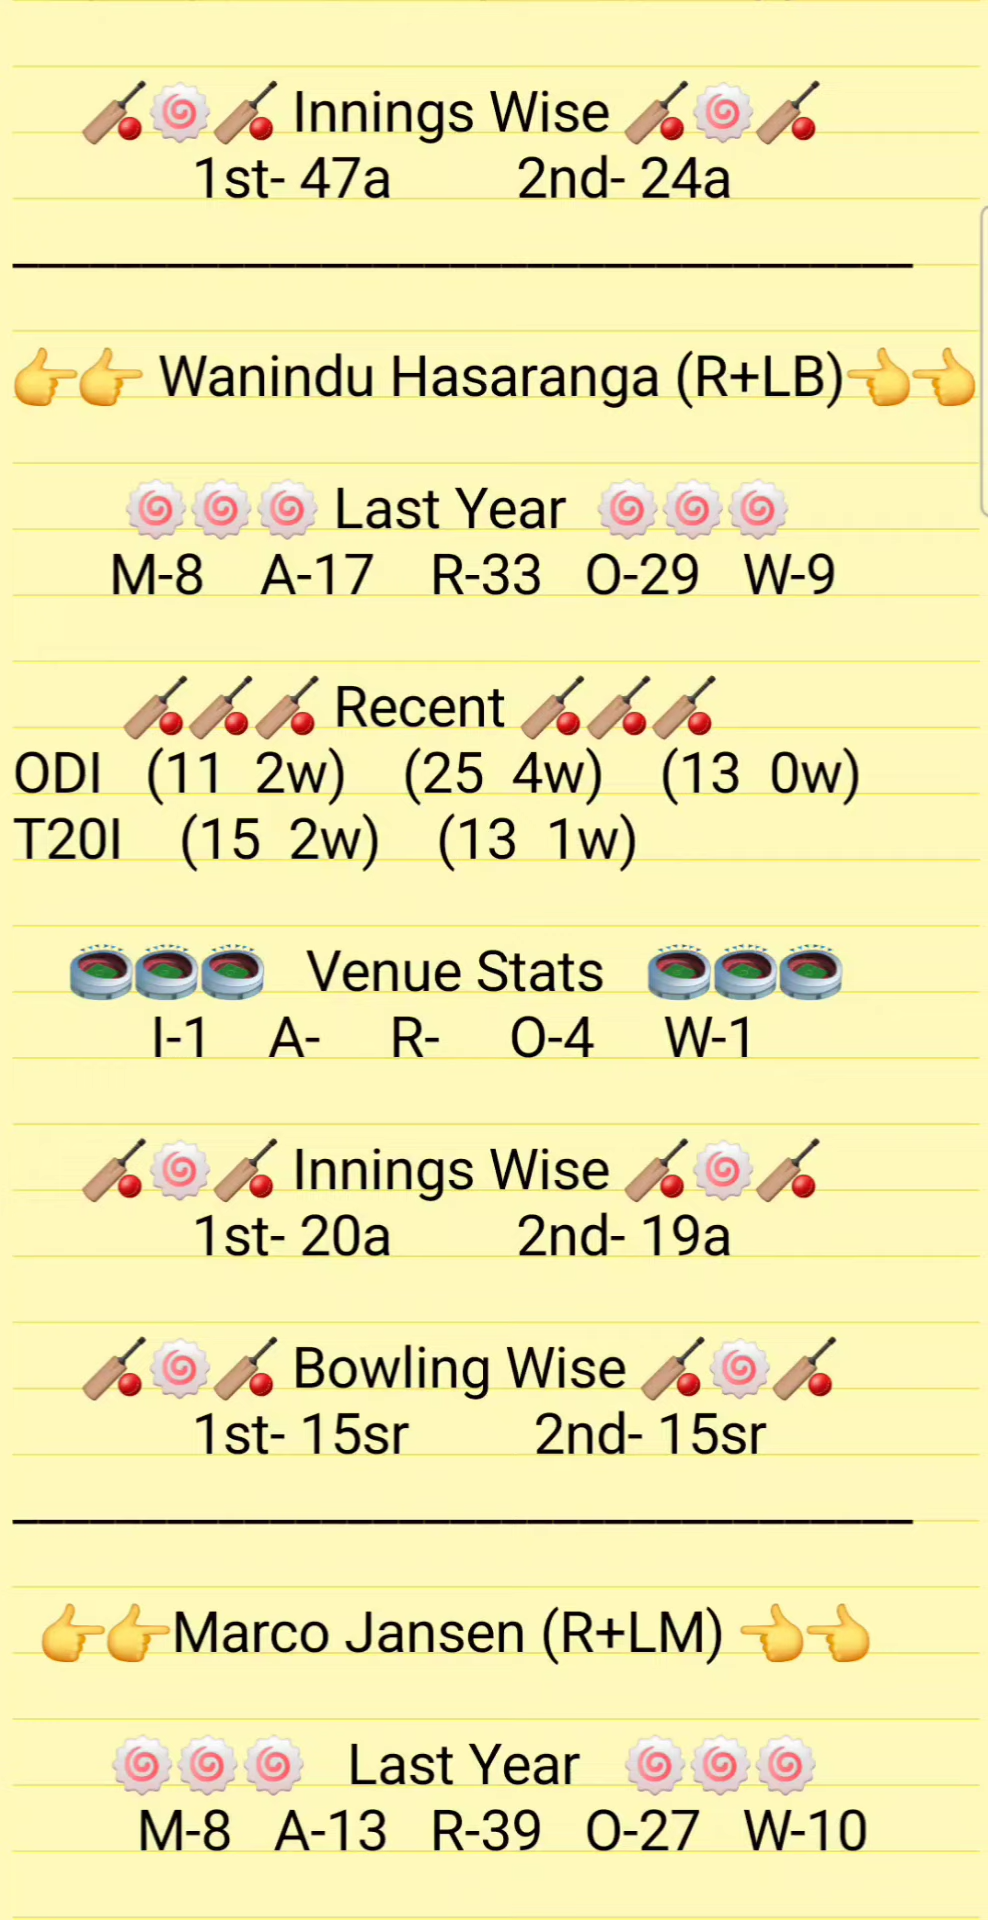 🏏🍥🏏 Innings Wise 🏏🍥🏏
1st- 47a 2nd- 24a
___________________________________
👉👉 Wanindu Hasaranga (R+LB)👈👈
🍥🍥🍥 Last Year 🍥🍥🍥
M-8 A-17 R-33 O-29 W-9
🏏🏏🏏 Recent 🏏🏏🏏
ODI (11 2w) (25 4w) (13 0w)
T20I (15 2w) (13 1w)
🏟🏟🏟 Venue Stats 🏟🏟🏟
I-1 A- R- O-4 W-1
🏏🍥🏏 Innings Wise 🏏🍥🏏
1st- 20a 2nd- 19a
🏏🍥🏏 Bowling Wise 🏏🍥🏏
1st- 15sr 2nd- 15sr
___________________________________
👉👉Marco Jansen (R+LM) 👈👈
🍥🍥🍥 Last Year 🍥🍥🍥
M-8 A-13 R-39 O-27 W-10